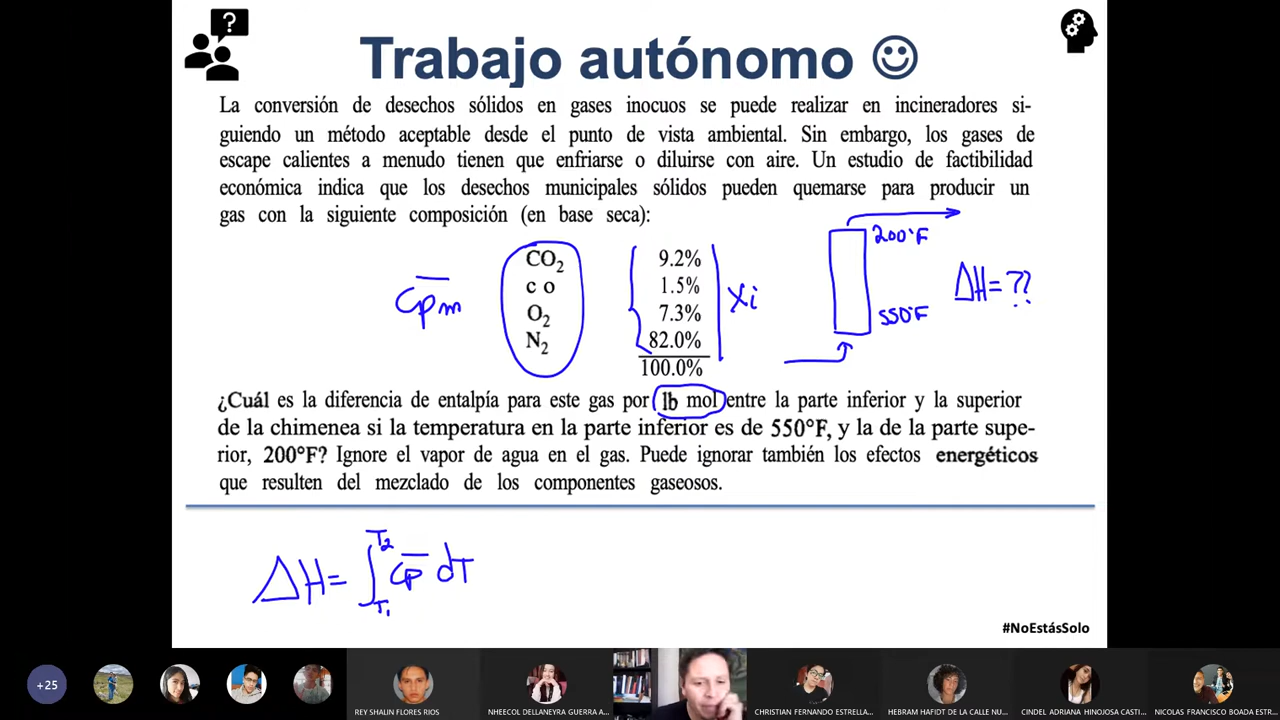 ?
Trabajo autónomo
La conversión de desechos sólidos en gases inocuos se puede realizar en incineradores si-
guiendo un método aceptable desde el punto de vista ambiental. Sin embargo, los gases de
escape calientes a menudo tienen que enfriarse o diluirse con aire. Un estudio de factibilidad
económica indica que los desechos municipales sólidos pueden quemarse para producir un
gas con la siguiente composición (en base seca):
CO₂ 9.2%
c o 1.5%
O₂ 7.3%
N₂ 82.0%
100.0%
Cpm
Xi
200°F
550°F
ΔH = ??
¿Cuál es la diferencia de entalpía para este gas por lb mol entre la parte inferior y la superior
de la chimenea si la temperatura en la parte inferior es de 550°F, y la de la parte supe-
rior, 200°F? Ignore el vapor de agua en el gas. Puede ignorar también los efectos energéticos
que resulten del mezclado de los componentes gaseosos.
ΔH = ∫ T₁ T₂ Cp dT
#NoEstásSolo
+25
REY SHALIN FLORES RIOS
NHEECOL DELLANEYRA GUERRA A...
CHRISTIAN FERNANDO ESTRELLA...
HEBRAM HAFIDT DE LA CALLE NU...
CINDEL ADRIANA HINOJOSA CASTI...
NICOLAS FRANCISCO BOADA ESTR...